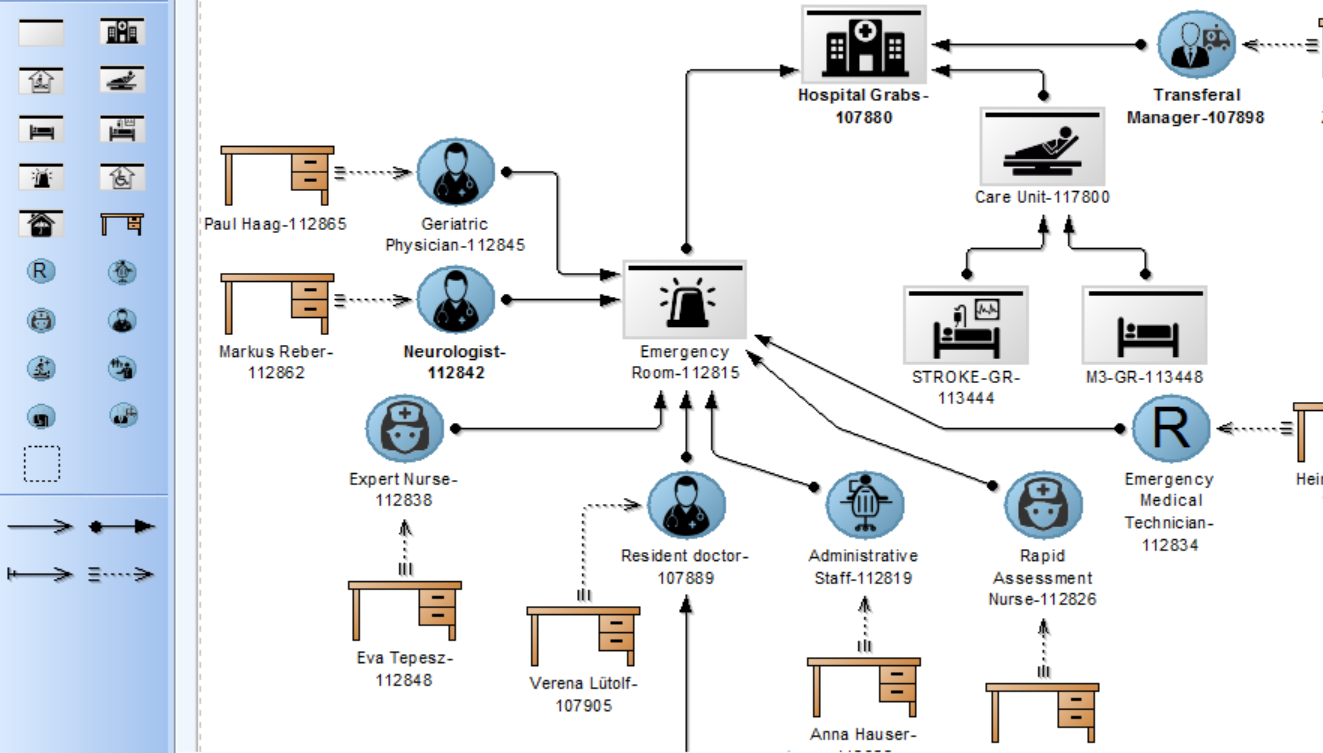 Hospital Grabs-
107880
Transferal
Manager-107898
Care Unit-117800
Paul Haag-112865
Geriatric
Physician-112845
Markus Reber-
112862
Neurologist-
112842
Emergency
Room-112815
STROKE-GR-
113444
M3-GR-113448
R
R
Expert Nurse-
112838
Emergency
Medical
Technician-
112834
Resident doctor-
107889
Administrative
Staff-112819
Rapid
Assessment
Nurse-112826
Eva Tepesz-
112848
Verena Lütolf-
107905
Anna Hauser-